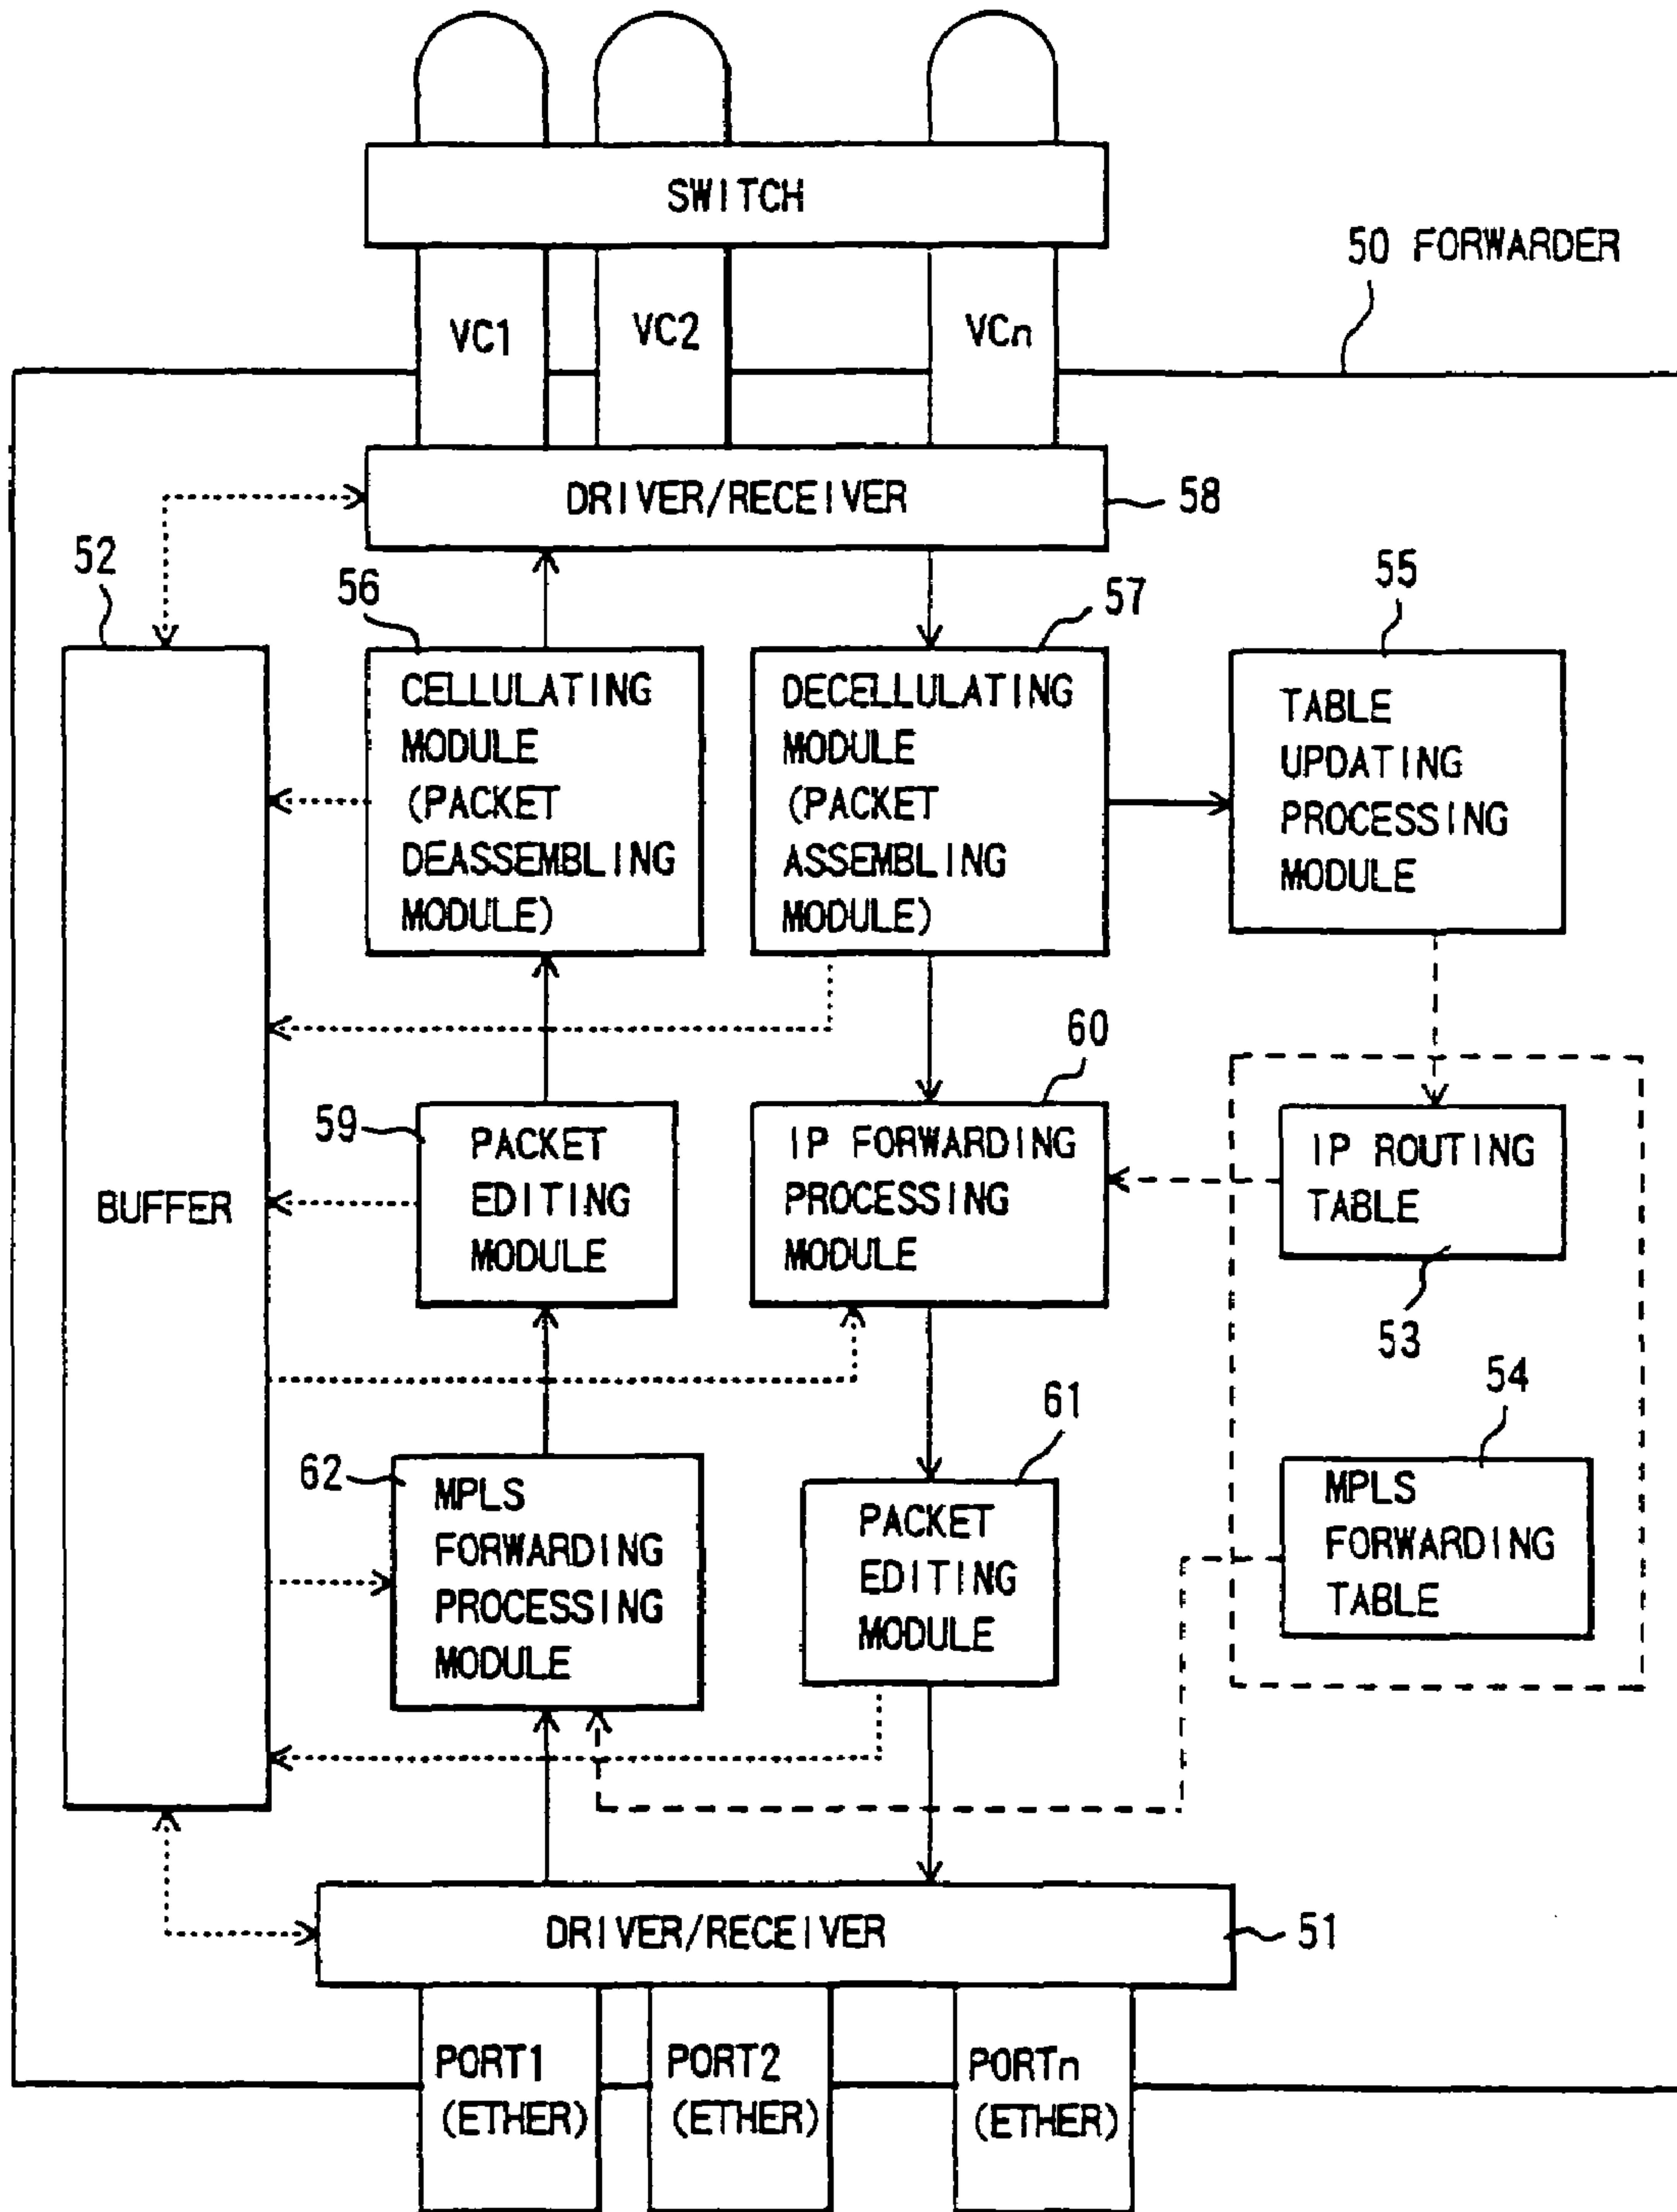 SWITCH
50 FORWARDER
VC1
VC2
VCn
DRIVER/RECEIVER
58
52
56
57
55
CELLULATING
MODULE
(PACKET
DEASSEMBLING
MODULE)
DECELLULATING
MODULE
(PACKET
ASSEMBLING
MODULE)
TABLE
UPDATING
PROCESSING
MODULE
BUFFER
59
PACKET
EDITING
MODULE
60
IP FORWARDING
PROCESSING
MODULE
IP ROUTING
TABLE
53
62
MPLS
FORWARDING
PROCESSING
MODULE
61
PACKET
EDITING
MODULE
54
MPLS
FORWARDING
TABLE
DRIVER/RECEIVER
51
PORT1
(ETHER)
PORT2
(ETHER)
PORTn
(ETHER)